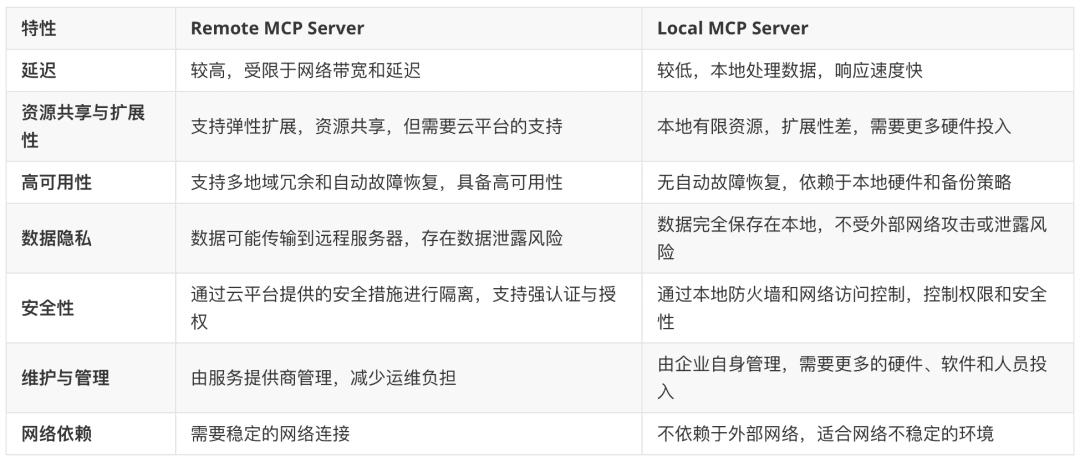 特性 Remote MCP Server Local MCP Server
延迟 较高，受限于网络带宽和延迟 较低，本地处理数据，响应速度快
资源共享与扩展
性
支持弹性扩展，资源共享，但需要云平台的支持 本地有限资源，扩展性差，需要更多硬件投入
高可用性 支持多地域冗余和自动故障恢复，具备高可用性 无自动故障恢复，依赖于本地硬件和备份策略
数据隐私 数据可能传输到远程服务器，存在数据泄露风险
数据完全保存在本地，不受外部网络攻击或泄露风
险
安全性
通过云平台提供的安全措施进行隔离，支持强认证与授
权
通过本地防火墙和网络访问控制，控制权限和安全
性
维护与管理 由服务提供商管理，减少运维负担
由企业自身管理，需要更多的硬件、软件和人员投
入
网络依赖 需要稳定的网络连接 不依赖于外部网络，适合网络不稳定的环境